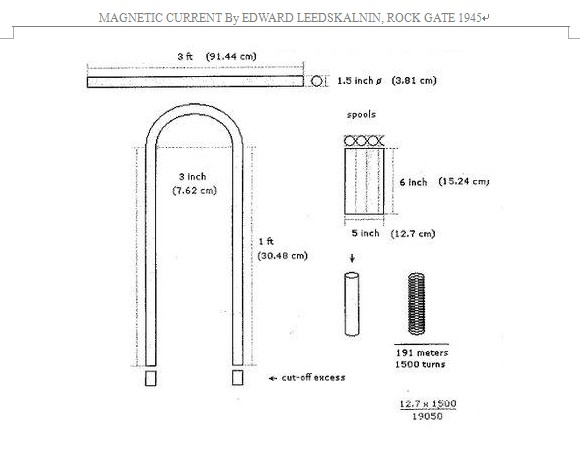 MAGNETIC CURRENT By EDWARD LEEDSKALNIN, ROCK GATE 1945↵
3 ft (91.44 cm)
1.5 inch ø (3.81 cm)
spools
3 inch
(7.62 cm)
6 inch (15.24 cm)
5 inch (12.7 cm)
1 ft
(30.48 cm)
191 meters
1500 turns
← cut-off excess
12.7 x 1500
19050